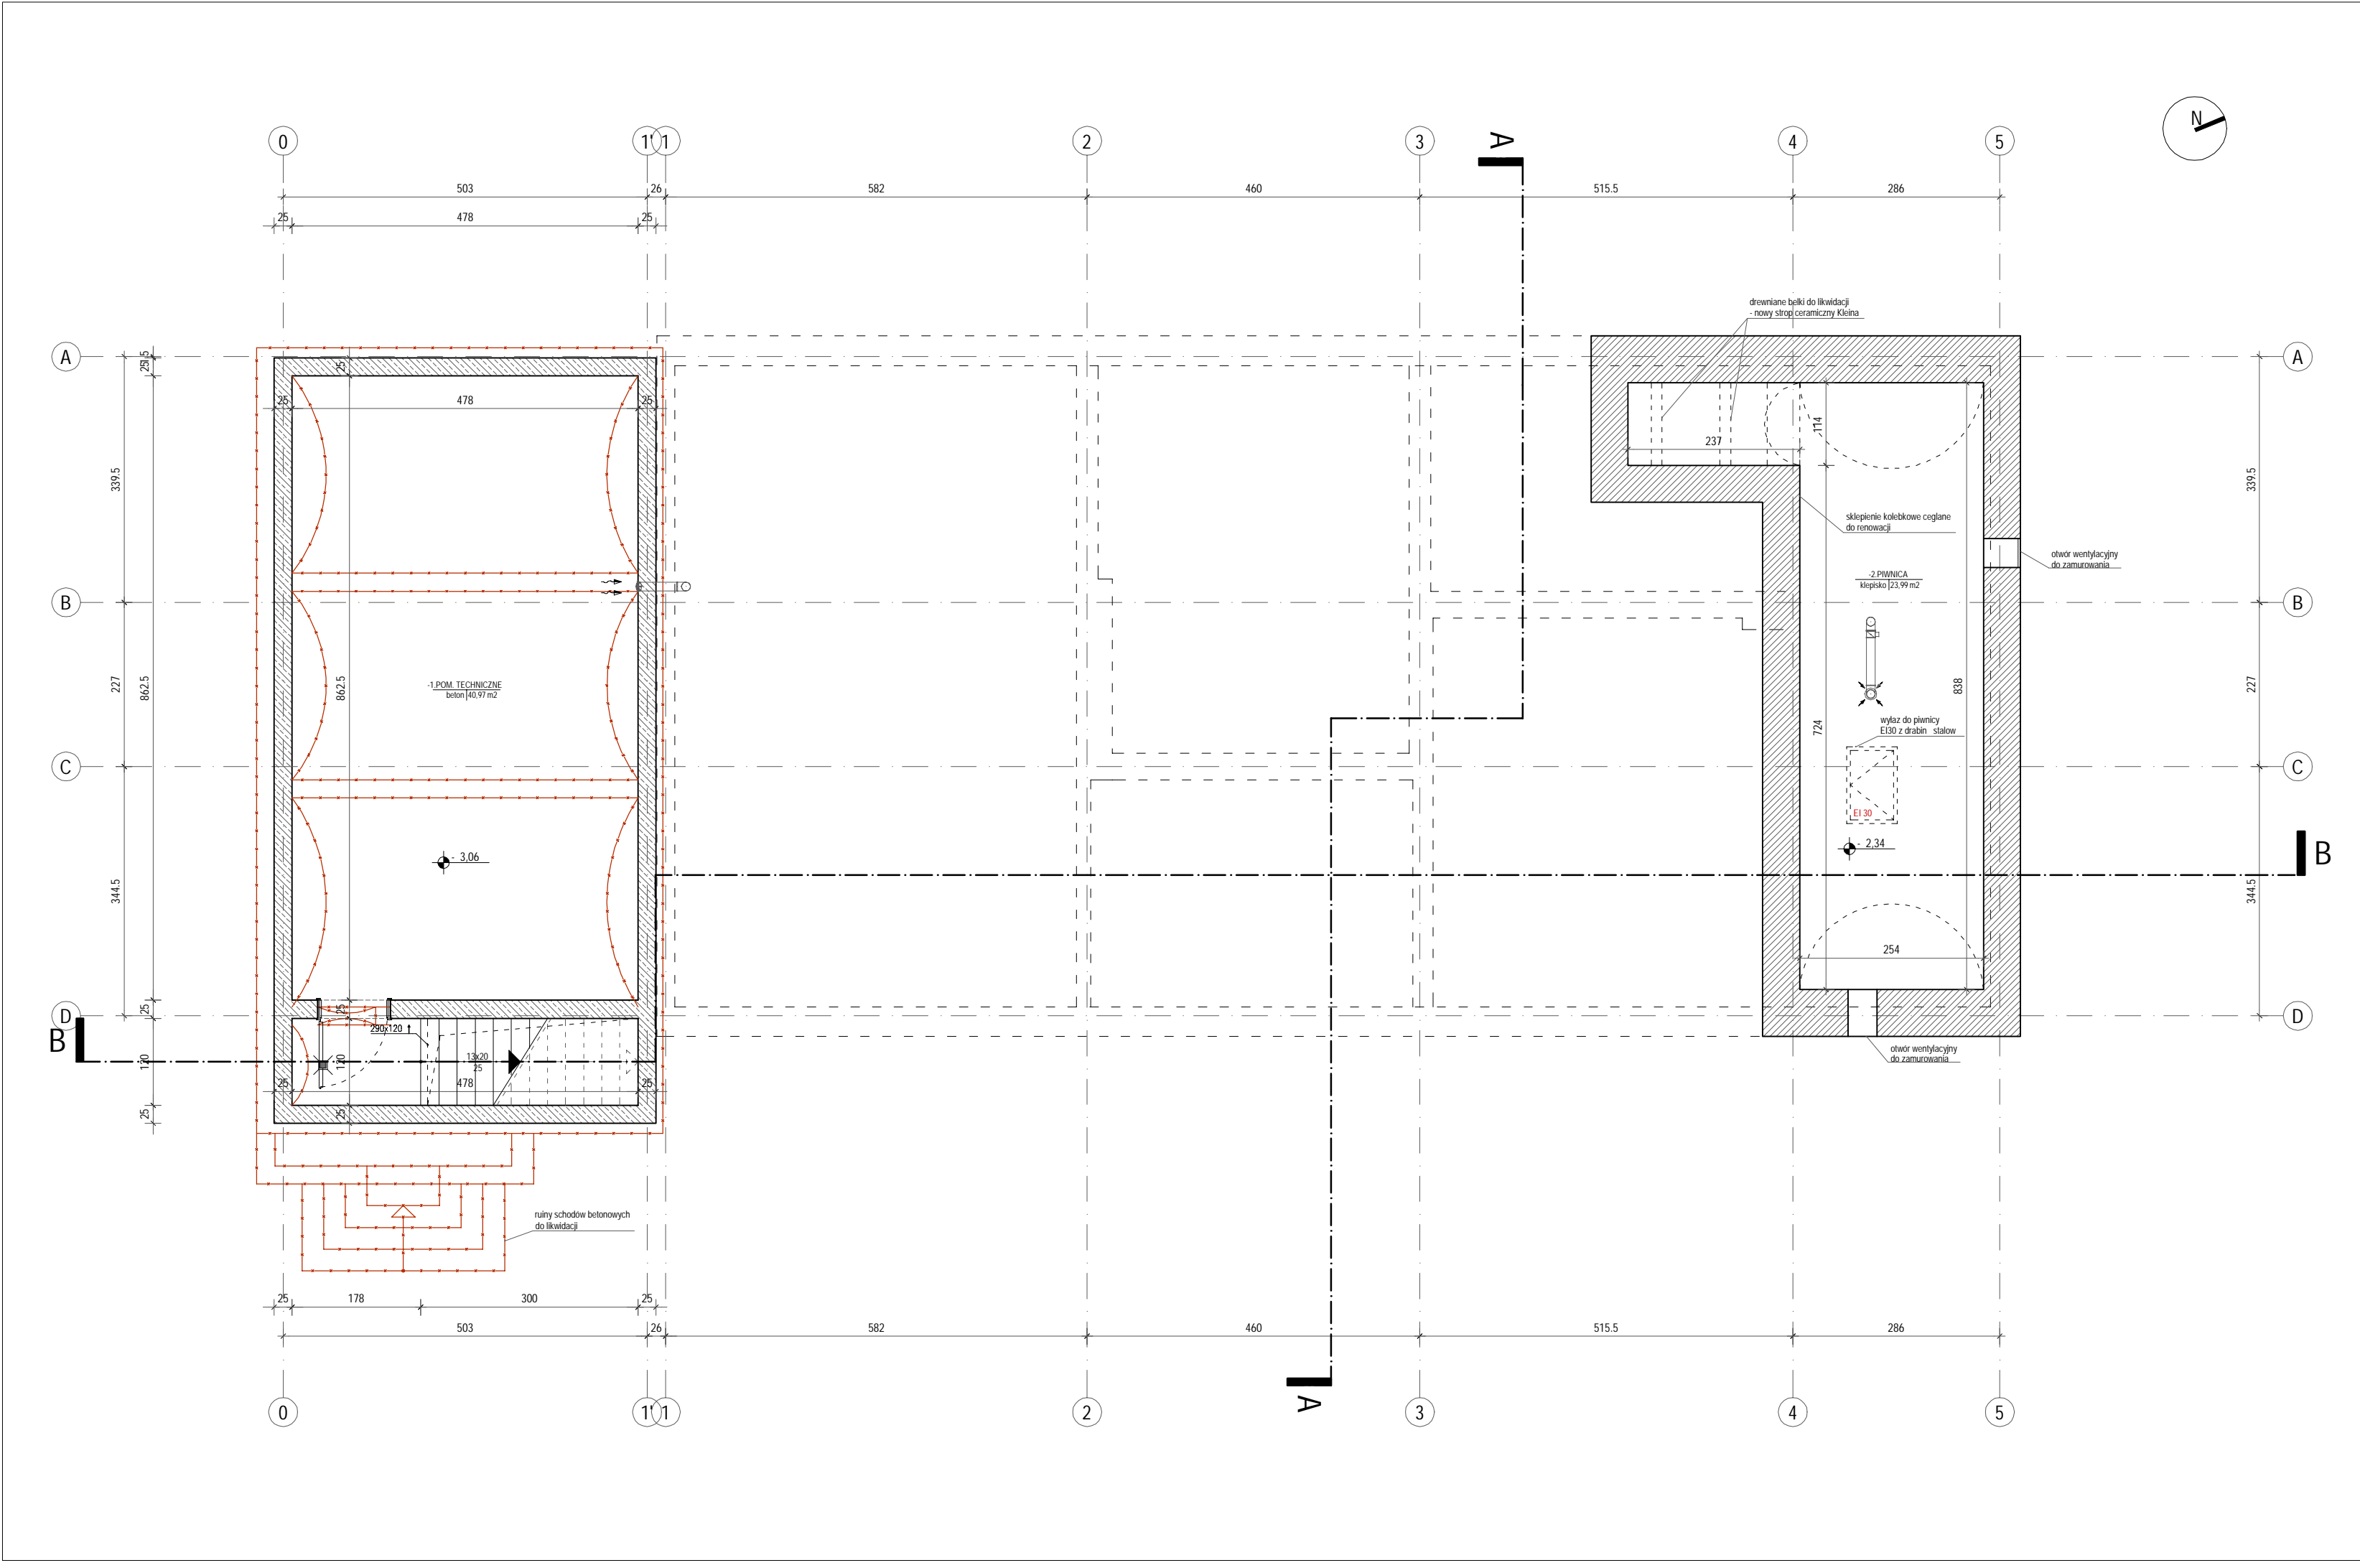 0 1' 1 2 3 4 5
N
A
503 26 582 460 515.5 286
25 478 25
drewniane belki do likwidacji
- nowy strop ceramiczny Kleina
A A
1.5
25
25
25 478 25
114
237
339.5 339.5
sklepienie kolebkowe ceglane
do renowacji
otwór wentylacyjny
do zamurowania
-2.PIWNICA
klepisko 23,99 m2
B B
227 862.5 862.5 838 227
-1.POM. TECHNICZNE
beton 40,97 m2
724
wyłaz do piwnicy
EI30 z drabin stalow
C C
EI 30
- 3,06
- 2,34
B
344.5 344.5
254
25 25
D D
290x120
B
13x20
25
120 120
otwór wentylacyjny
do zamurowania
25 478 25
25 25
ruiny schodów betonowych
do likwidacji
25 178 300 25
503 26 582 460 515.5 286
A
0 1' 1 2 3 4 5